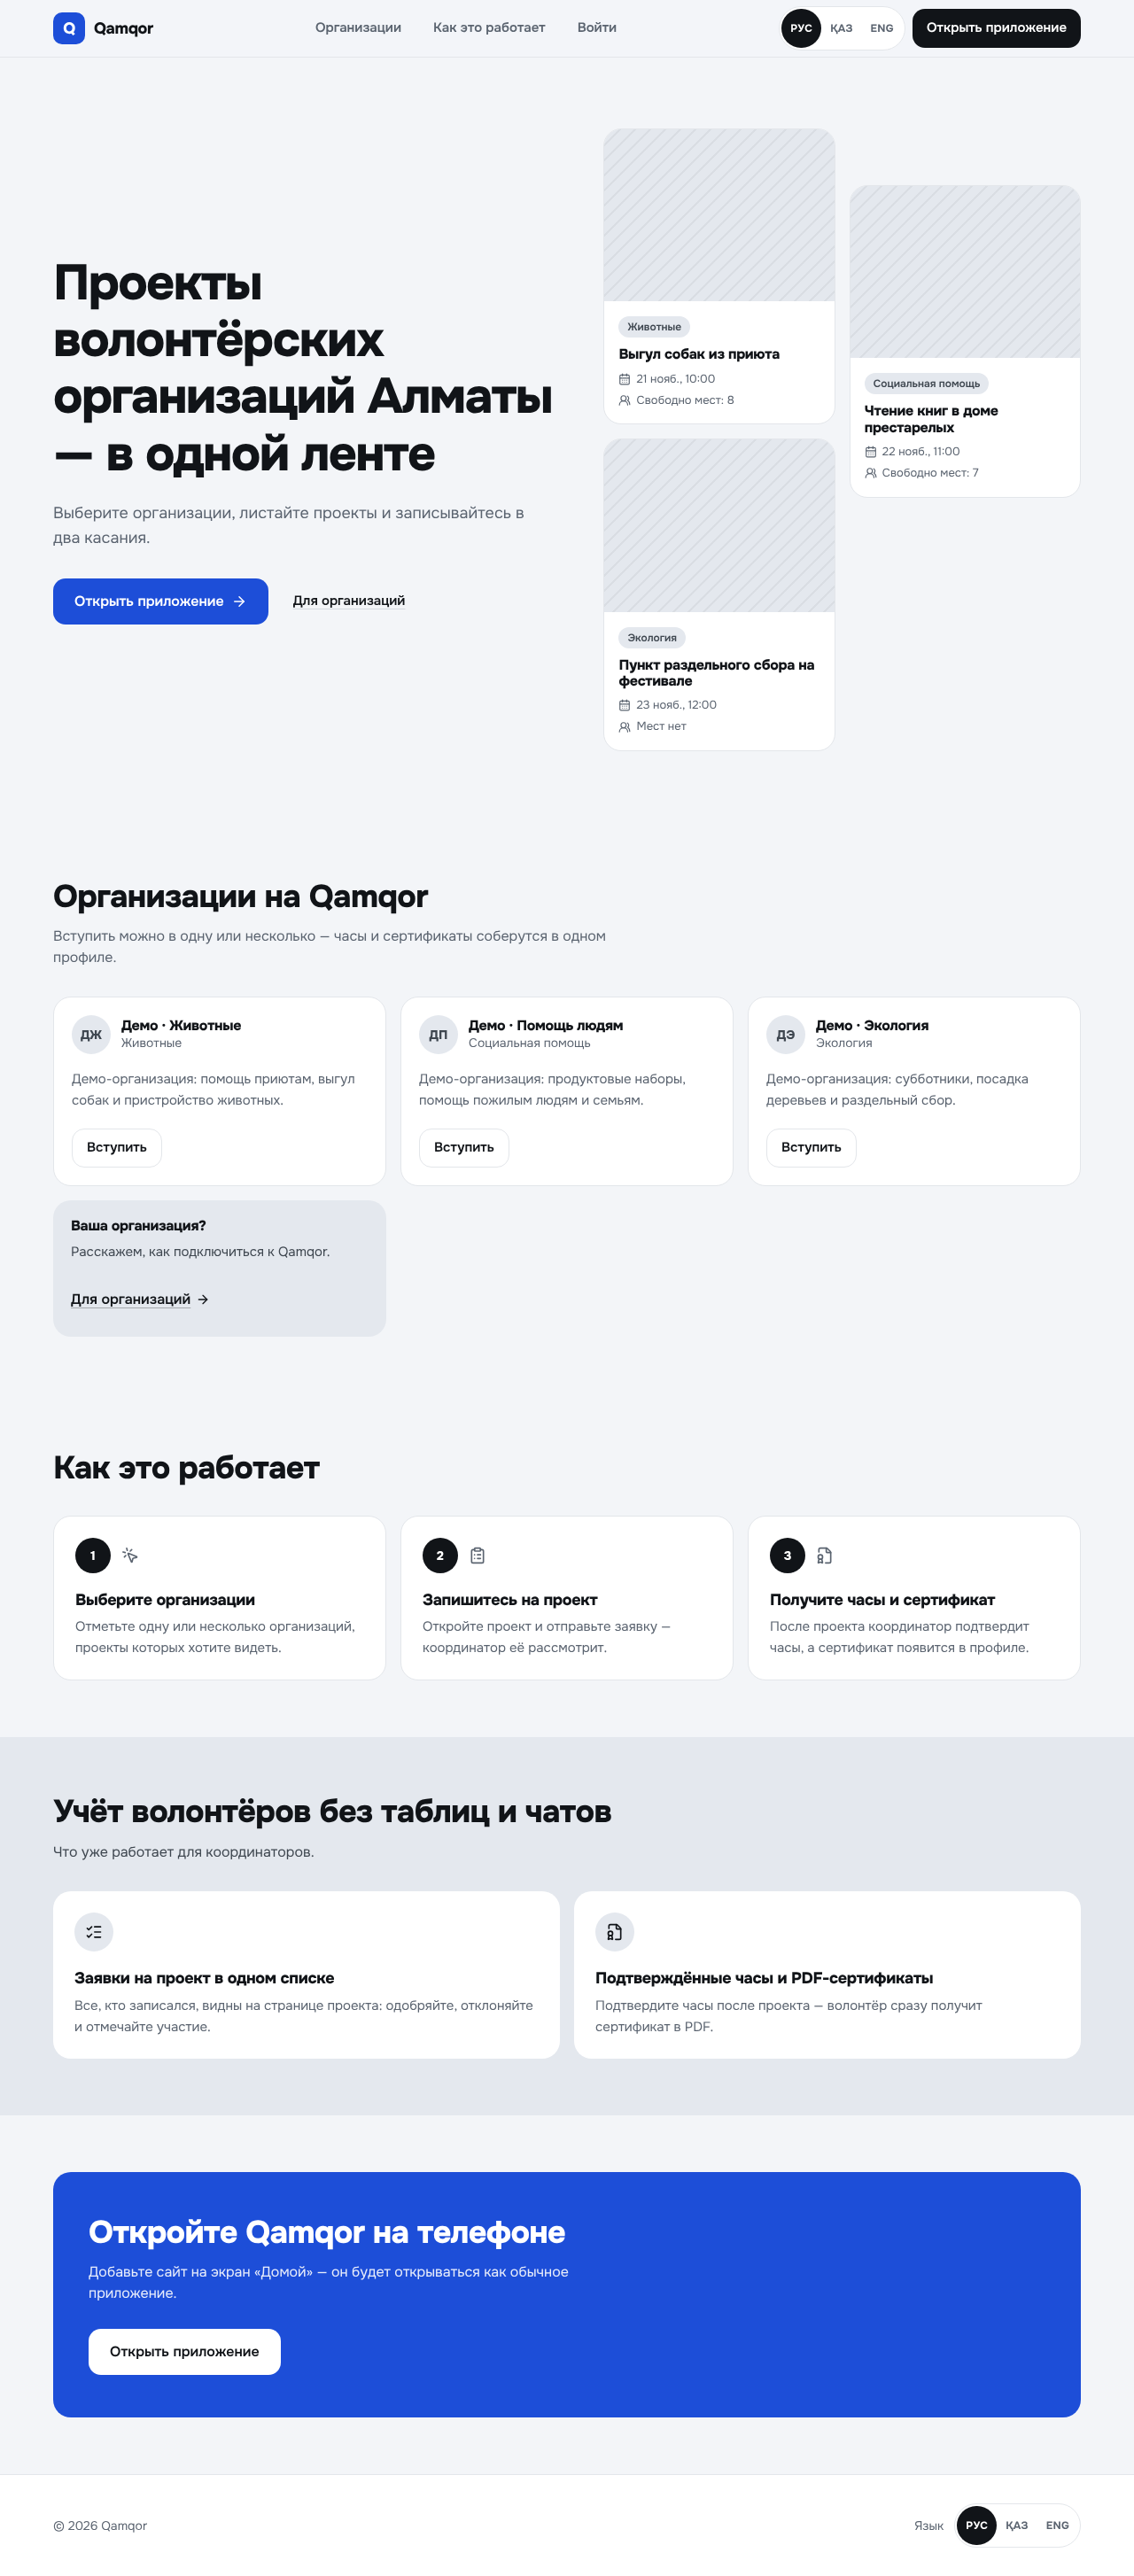 Q Qamqor
Организации Как это работает Войти
РУС ҚАЗ ENG
Открыть приложение
Проекты
волонтёрских
организаций Алматы
— в одной ленте
Выберите организации, листайте проекты и записывайтесь в
два касания.
Открыть приложение →
Для организаций
Животные
Выгул собак из приюта
21 нояб., 10:00
Свободно мест: 8
Социальная помощь
Чтение книг в доме
престарелых
22 нояб., 11:00
Свободно мест: 7
Экология
Пункт раздельного сбора на
фестивале
23 нояб., 12:00
Мест нет
Организации на Qamqor
Вступить можно в одну или несколько — часы и сертификаты соберутся в одном
профиле.
ДЖ
Демо · Животные
Животные
Демо-организация: помощь приютам, выгул
собак и пристройство животных.
Вступить
ДП
Демо · Помощь людям
Социальная помощь
Демо-организация: продуктовые наборы,
помощь пожилым людям и семьям.
Вступить
ДЭ
Демо · Экология
Экология
Демо-организация: субботники, посадка
деревьев и раздельный сбор.
Вступить
Ваша организация?
Расскажем, как подключиться к Qamqor.
Для организаций →
Как это работает
1
Выберите организации
Отметьте одну или несколько организаций,
проекты которых хотите видеть.
2
Запишитесь на проект
Откройте проект и отправьте заявку —
координатор её рассмотрит.
3
Получите часы и сертификат
После проекта координатор подтвердит
часы, а сертификат появится в профиле.
Учёт волонтёров без таблиц и чатов
Что уже работает для координаторов.
Заявки на проект в одном списке
Все, кто записался, видны на странице проекта: одобряйте, отклоняйте
и отмечайте участие.
Подтверждённые часы и PDF-сертификаты
Подтвердите часы после проекта — волонтёр сразу получит
сертификат в PDF.
Откройте Qamqor на телефоне
Добавьте сайт на экран «Домой» — он будет открываться как обычное
приложение.
Открыть приложение
© 2026 Qamqor
Язык РУС ҚАЗ ENG